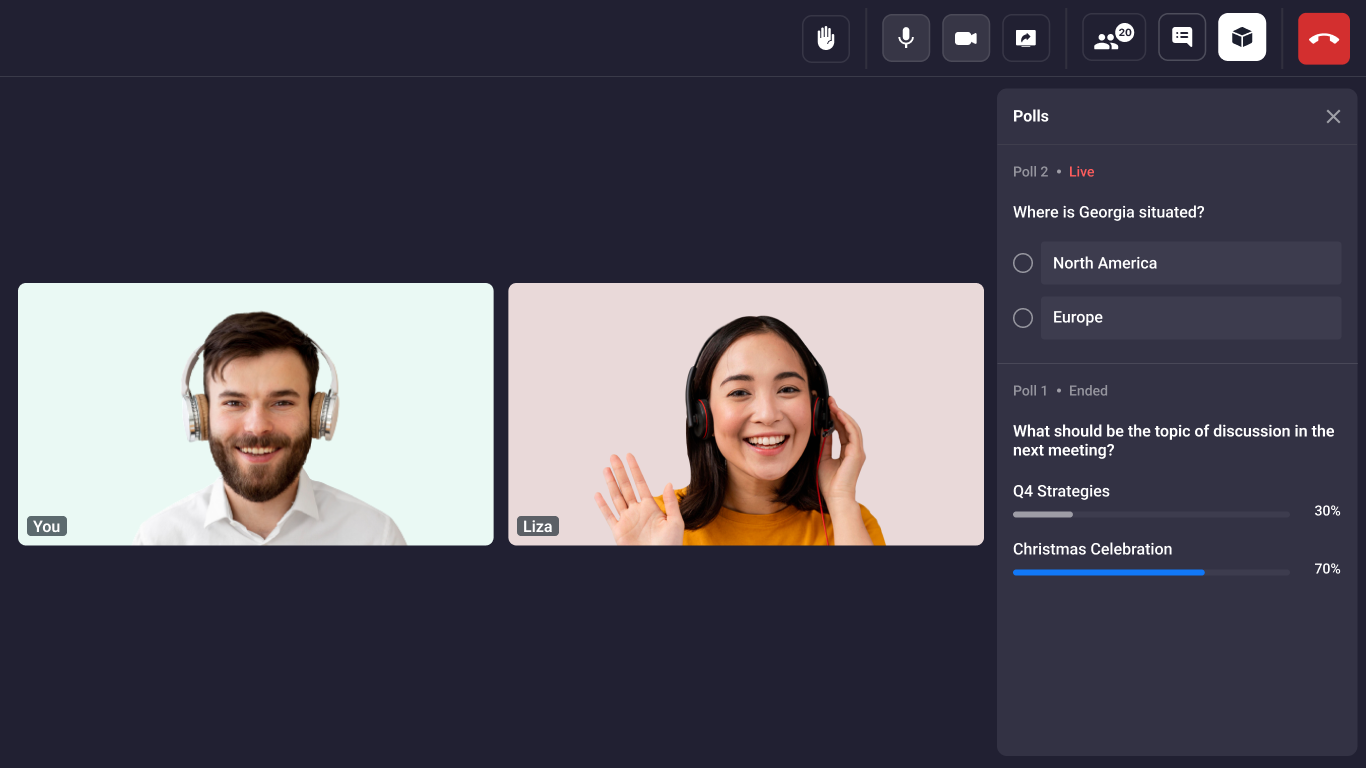 20
Polls
Poll 2 • Live
Where is Georgia situated?
North America
Europe
Poll 1 • Ended
What should be the topic of discussion in the
next meeting?
Q4 Strategies
30%
Christmas Celebration
70%
You
Liza